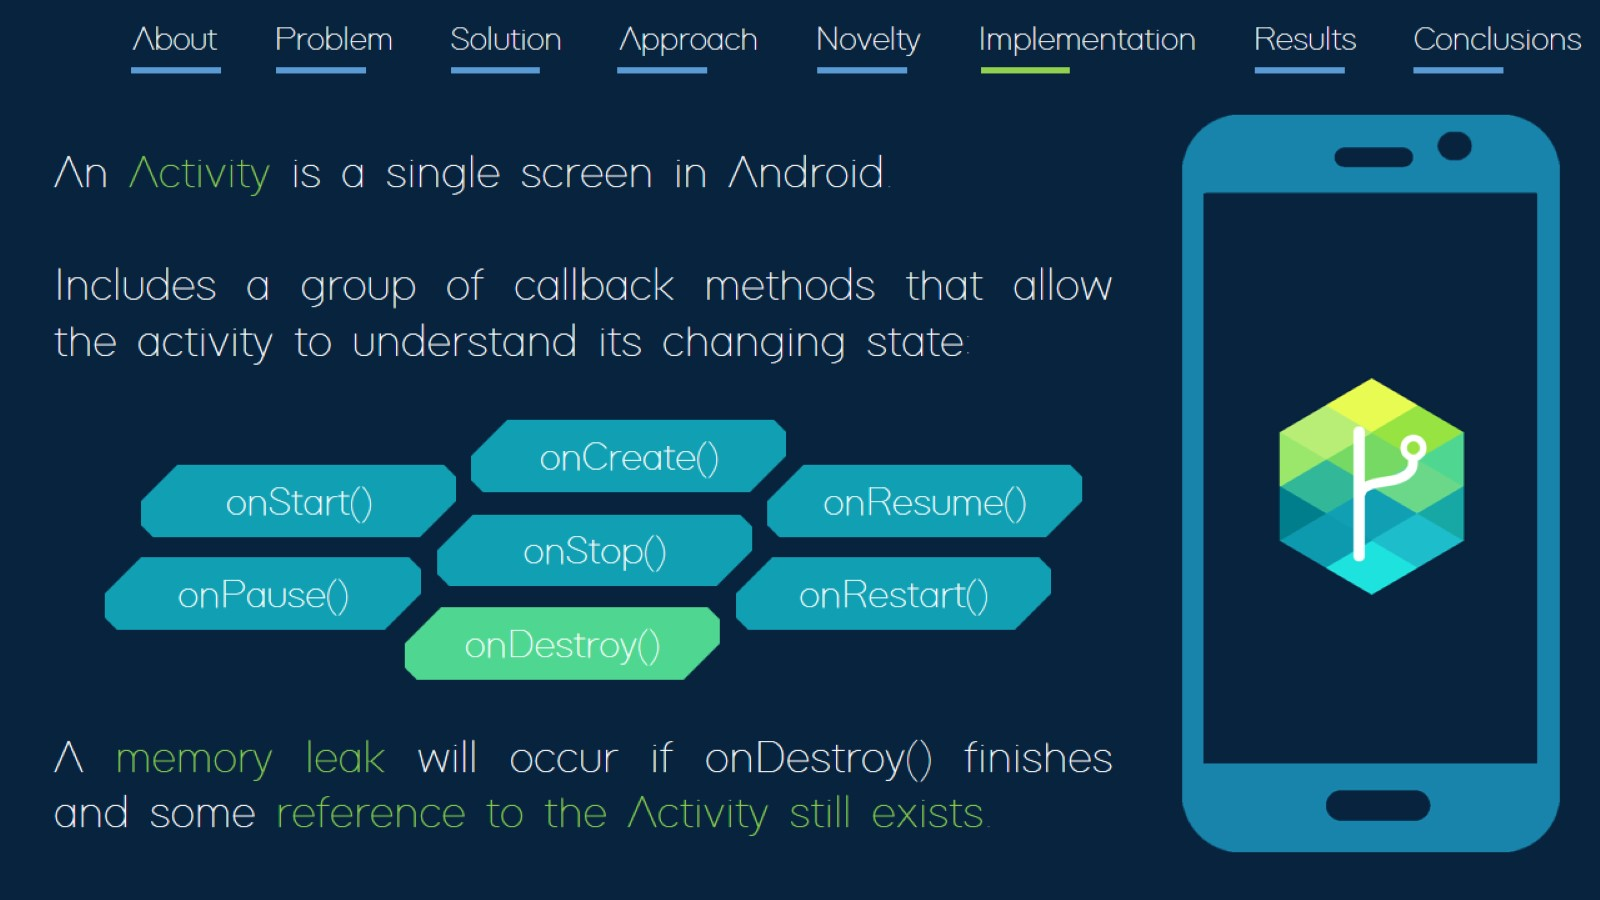 About Problem Solution Approach Novelty Implementation Results Conclusions
An Activity is a single screen in Android.
Includes a group of callback methods that allow
the activity to understand its changing state:
onCreate()
onStart()
onResume()
onStop()
onPause()
onRestart()
onDestroy()
A memory leak will occur if onDestroy() finishes
and some reference to the Activity still exists.